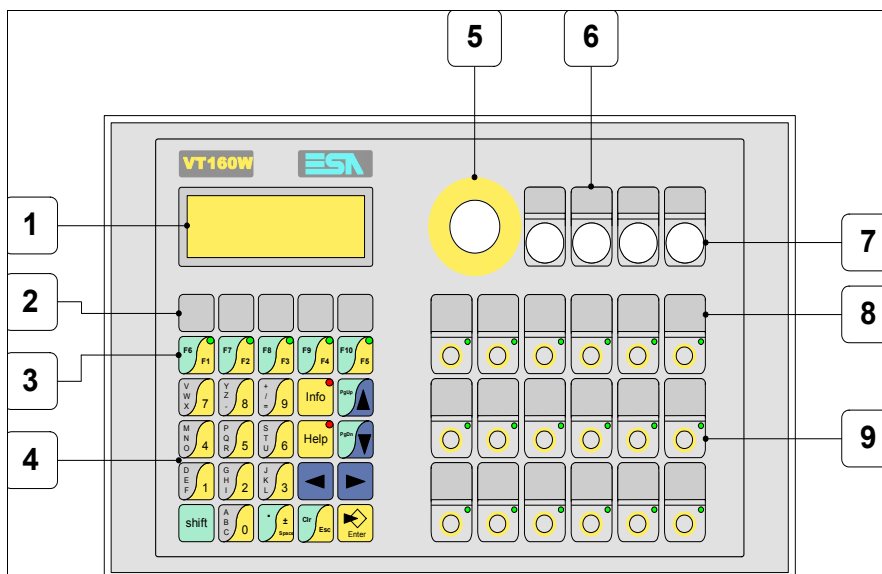 5 6
VT160W ESA
1
7
2
8
F6 F1 F7 F2 F8 F3 F9 F4 F10 F5
3
V W X 7 Y Z - 8 + / = 9 Info PgUp
M N O 4 P Q R 5 S T U 6 Help PgDn
4
9
D E F 1 G H I 2 J K L 3
shift A B C 0 • ± Space Clr Esc Enter